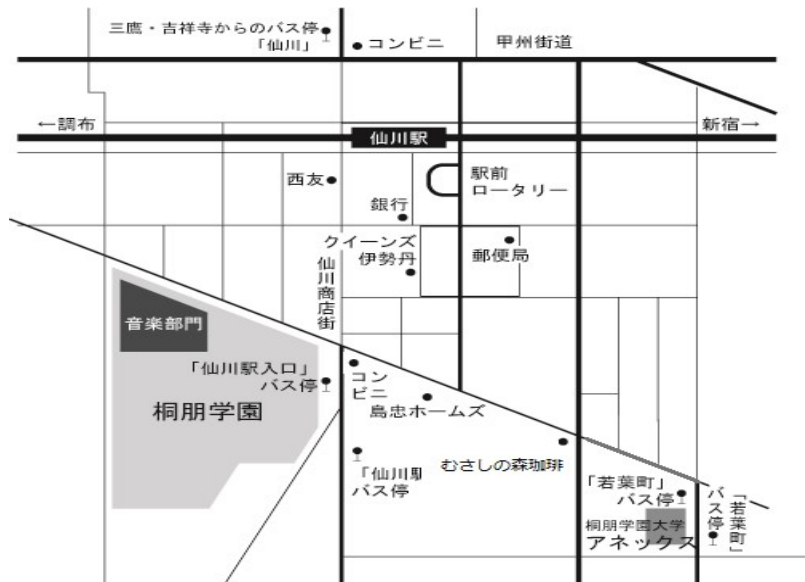 三鷹・吉祥寺からのバス停
「仙川」
コンビニ
甲州街道
←調布
仙川駅
新宿→
西友
駅前
ロータリー
銀行
クイーンズ
伊勢丹
郵便局
仙川商店街
音楽部門
「仙川駅入口」
バス停
コン
ビニ
桐朋学園
島忠ホームズ
「仙川駅
バス停
むさしの森珈琲
「若葉町」
バス停
「若葉町」
バス停
桐朋学園大学
アネックス